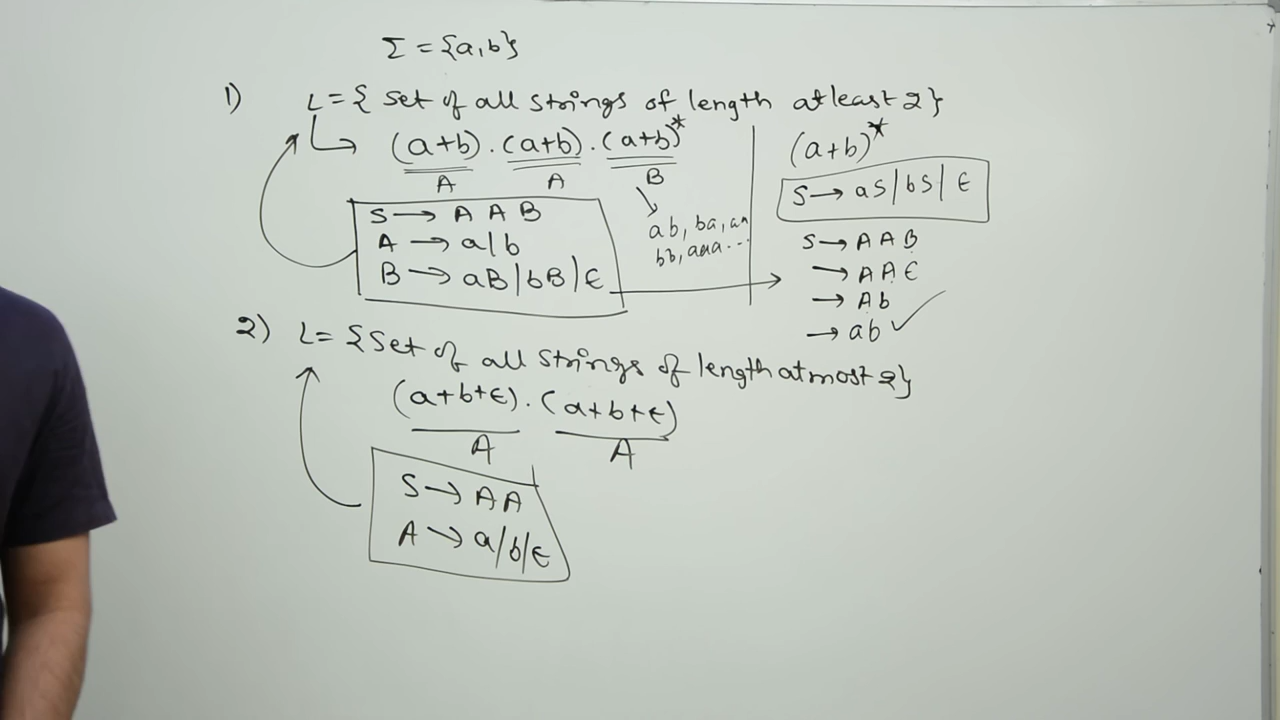 Σ = {a,b}
1) L = { Set of all strings of length atleast 2}
(a+b) . (a+b) . (a+b)*
A A B
S → A A B
A → a|b
B → aB|bB|ϵ
ab, ba, aa
bb, aaa...
(a+b)*
S → aS|bS|ϵ
S → A A B
→ A A ϵ
→ A b
→ ab ✓
2) L = {Set of all strings of length atmost 2}
(a+b+ϵ) . (a+b+ϵ)
A A
S → AA
A → a/b/ϵ